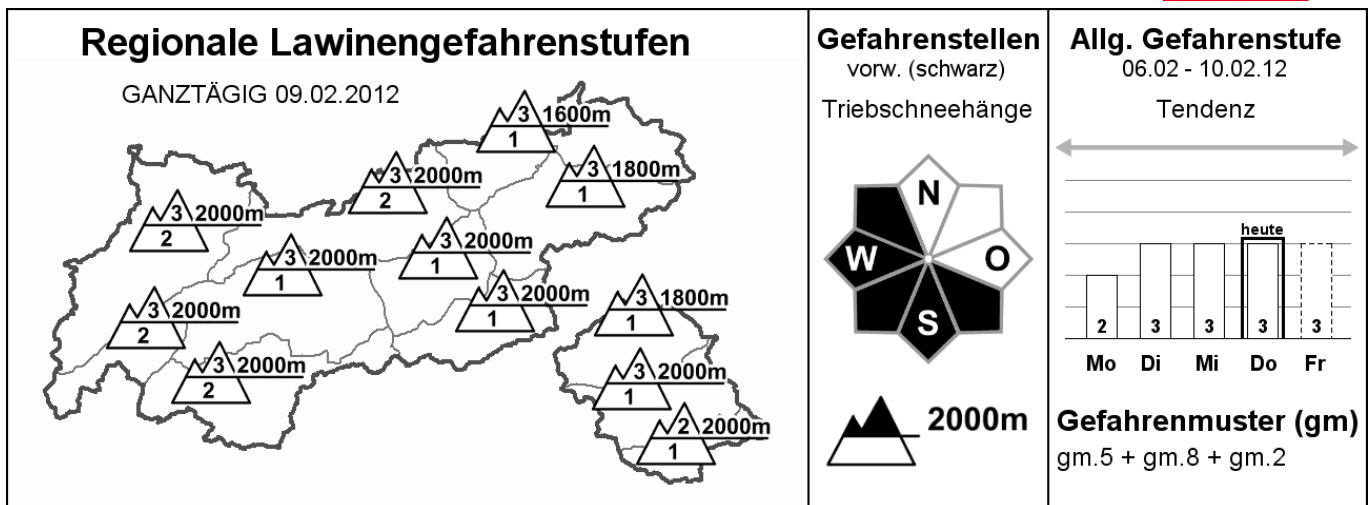 Regionale Lawinengefahrenstufen
GANZTÄGIG 09.02.2012
3 1600m
1
3 2000m
2
3 1800m
1
3 2000m
2
3 2000m
1
3 2000m
1
3 2000m
2
3 2000m
1
3 1800m
1
3 2000m
2
3 2000m
1
2 2000m
1
Gefahrenstellen
vorw. (schwarz)
Triebschneehänge
N
W
O
S
2000m
Allg. Gefahrenstufe
06.02 - 10.02.12
Tendenz
heute
2 3 3 3 3
Mo Di Mi Do Fr
Gefahrenmuster (gm)
gm.5 + gm.8 + gm.2